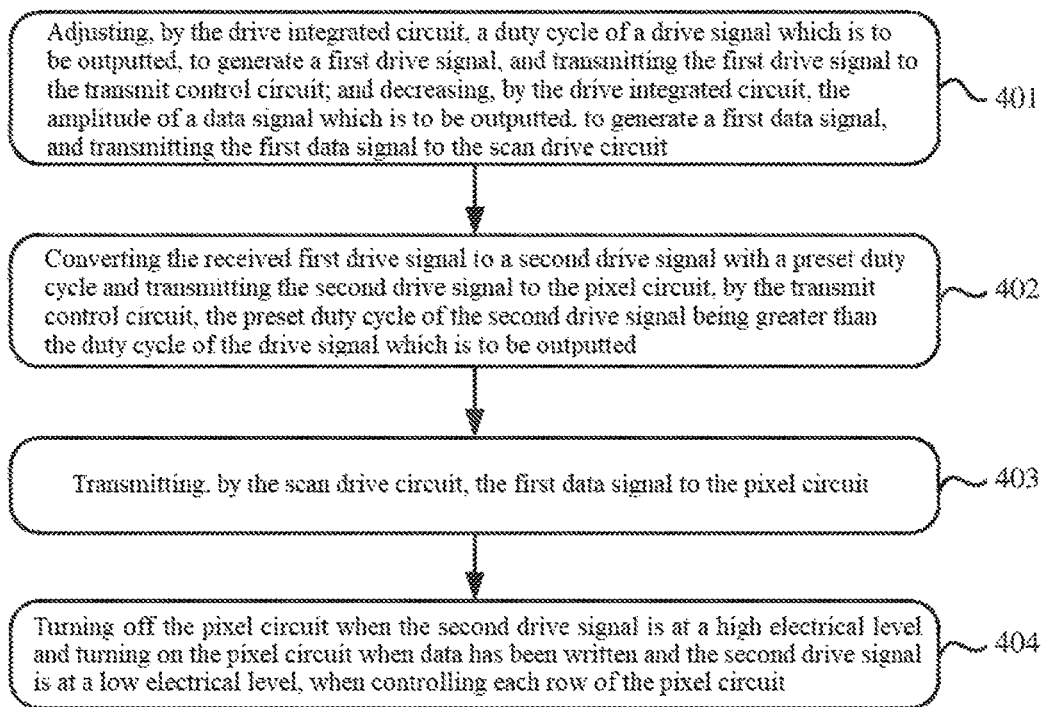 Adjusting, by the drive integrated circuit, a duty cycle of a drive signal which is to
be outputted, to generate a first drive signal, and transmitting the first drive signal to
the transmit control circuit; and decreasing, by the drive integrated circuit, the
amplitude of a data signal which is to be outputted, to generate a first data signal,
and transmitting the first data signal to the scan drive circuit
401
Converting the received first drive signal to a second drive signal with a preset duty
cycle and transmitting the second drive signal to the pixel circuit, by the transmit
control circuit, the preset duty cycle of the second drive signal being greater than
the duty cycle of the drive signal which is to be outputted
402
Transmitting, by the scan drive circuit, the first data signal to the pixel circuit
403
Turning off the pixel circuit when the second drive signal is at a high electrical level
and turning on the pixel circuit when data has been written and the second drive signal
is at a low electrical level, when controlling each row of the pixel circuit
404